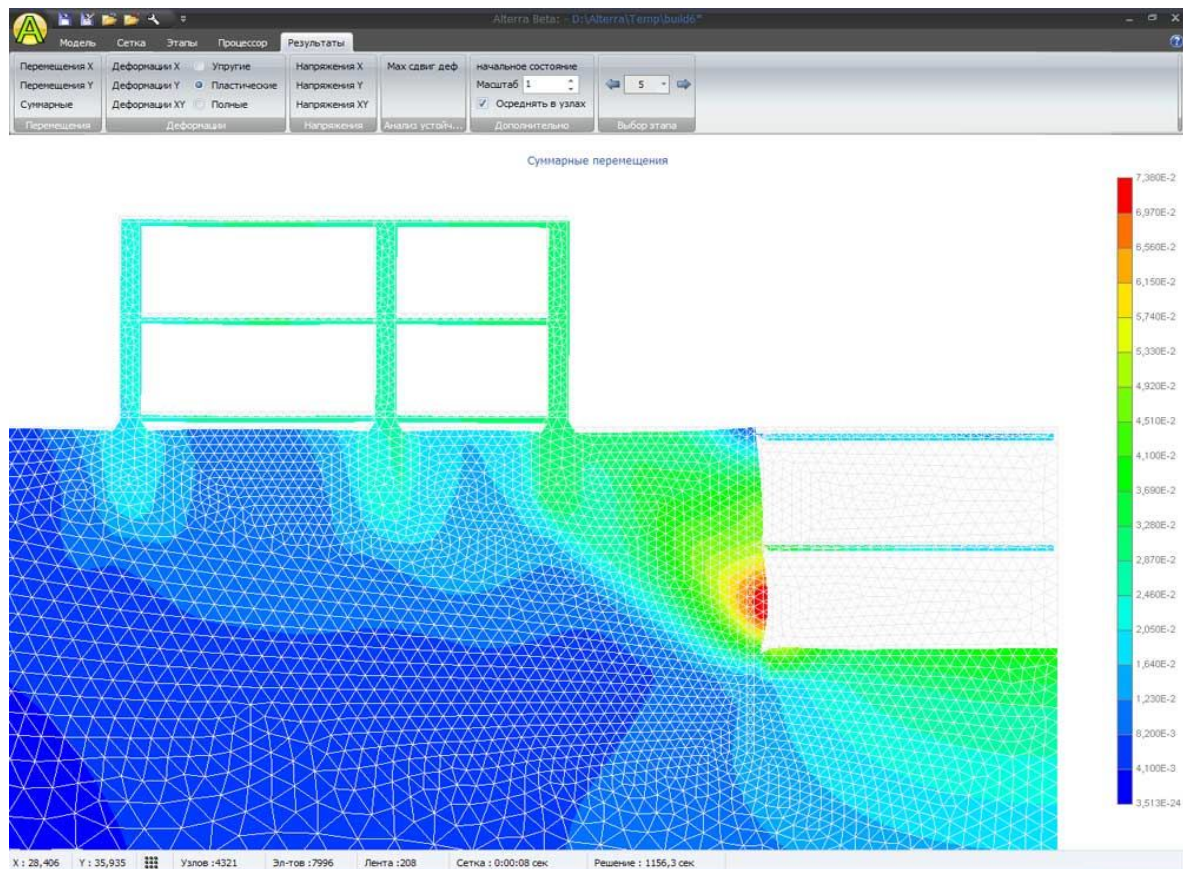 Alterra Beta: - D:\Alterra\Temp\build6*
Модель Сетка Этапы Процессор Результаты
Перемещения X Деформации X Упругие Напряжения X Max сдвиг деф начальное состояние
Перемещения Y Деформации Y Пластические Напряжения Y Масштаб 1 5
Суммарные Деформации XY Полные Напряжения XY Осреднять в узлах
Перемещения Деформации Напряжения Анализ устойч... Дополнительно Выбор этапа
Суммарные перемещения
7,380E-2
6,970E-2
6,560E-2
6,150E-2
5,740E-2
5,330E-2
4,920E-2
4,510E-2
4,100E-2
3,690E-2
3,280E-2
2,870E-2
2,460E-2
2,050E-2
1,640E-2
1,230E-2
8,200E-3
4,100E-3
3,513E-24
X : 28,406 Y : 35,935 Узлов :4321 Эл-тов :7996 Лента :208 Сетка : 0:00:08 сек Решение : 1156,3 сек